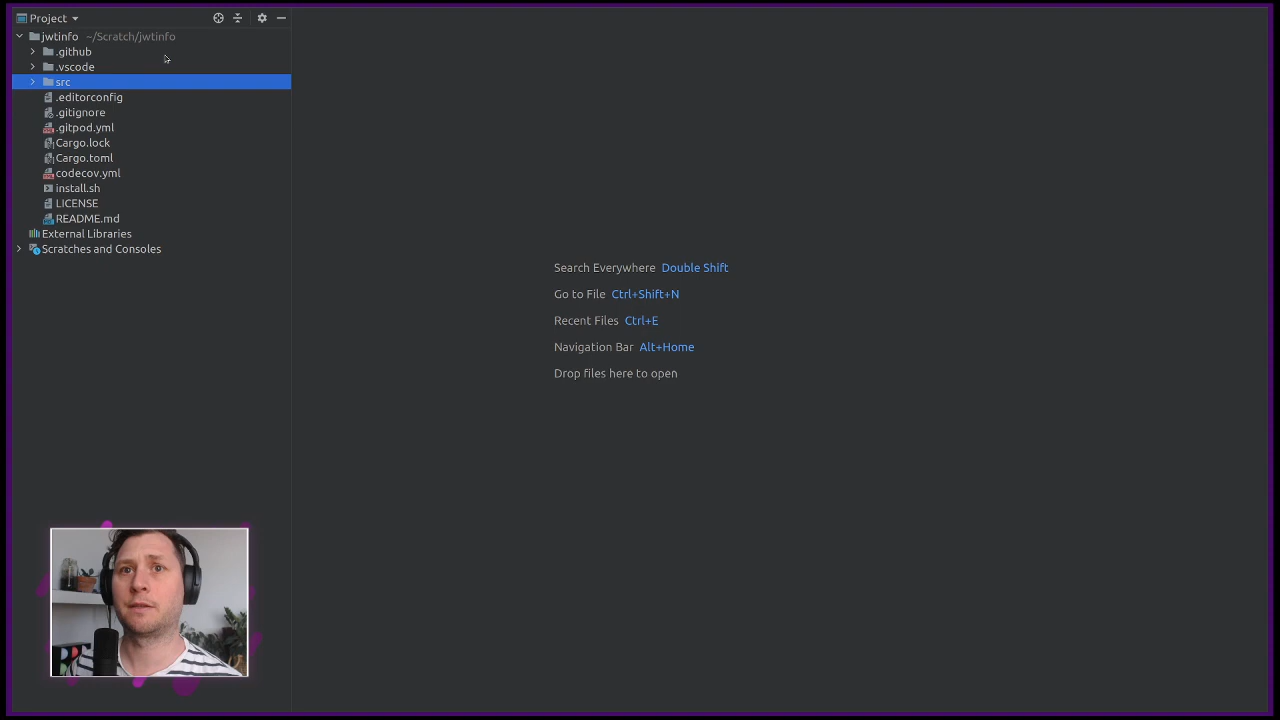 Project
jwtinfo ~/Scratch/jwtinfo
.github
.vscode
src
.editorconfig
.gitignore
.gitpod.yml
Cargo.lock
Cargo.toml
codecov.yml
install.sh
LICENSE
README.md
External Libraries
Scratches and Consoles
Search Everywhere Double Shift
Go to File Ctrl+Shift+N
Recent Files Ctrl+E
Navigation Bar Alt+Home
Drop files here to open